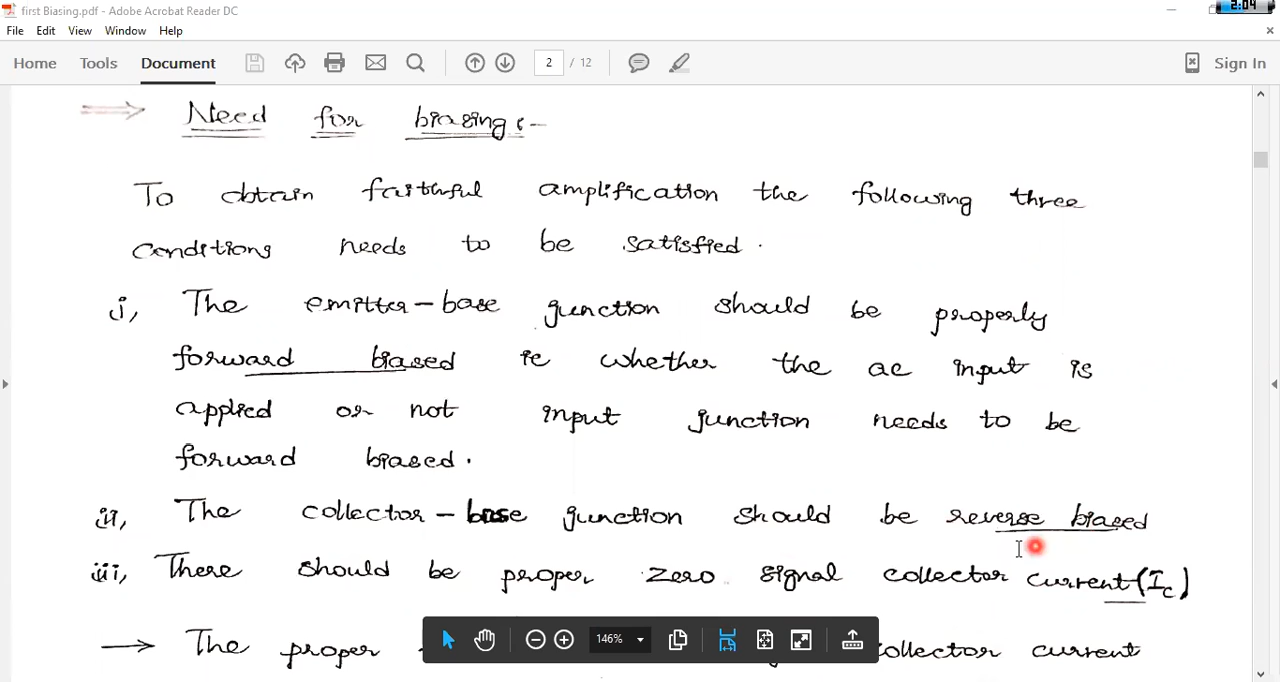 first Biasing.pdf - Adobe Acrobat Reader DC
2:04
File Edit View Window Help
Home Tools Document 2 / 12 Sign In
Need for biasing:-
To obtain faithful amplification the following three
conditions needs to be satisfied.
i, The emitter-base junction should be properly
forward biased ie whether the ac input is
applied or not input junction needs to be
forward biased.
ii, The collector-base junction should be reverse biased
iii, There should be proper zero signal collector current (Ic)
→ The proper collector current
146%